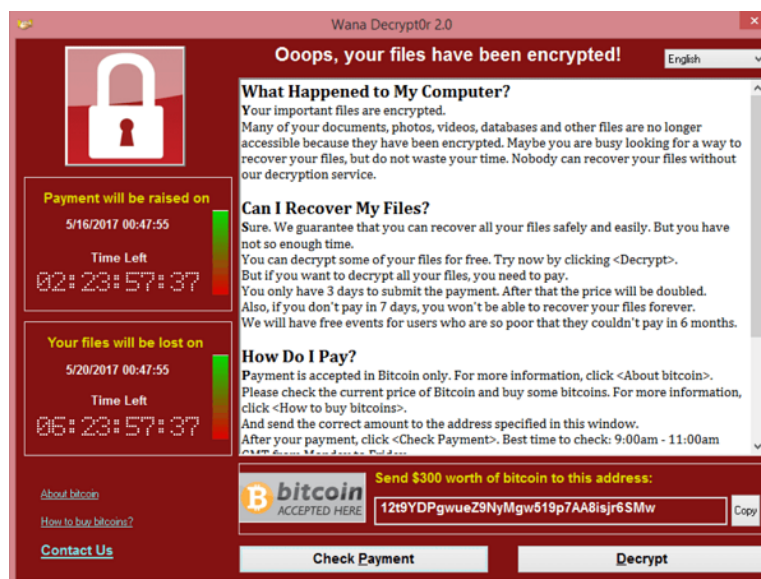 Wana Decrypt0r 2.0
Ooops, your files have been encrypted!
English
What Happened to My Computer?
Your important files are encrypted.
Many of your documents, photos, videos, databases and other files are no longer
accessible because they have been encrypted. Maybe you are busy looking for a way to
recover your files, but do not waste your time. Nobody can recover your files without
our decryption service.
Can I Recover My Files?
Sure. We guarantee that you can recover all your files safely and easily. But you have
not so enough time.
You can decrypt some of your files for free. Try now by clicking <Decrypt>.
But if you want to decrypt all your files, you need to pay.
You only have 3 days to submit the payment. After that the price will be doubled.
Also, if you don't pay in 7 days, you won't be able to recover your files forever.
We will have free events for users who are so poor that they couldn't pay in 6 months.
How Do I Pay?
Payment is accepted in Bitcoin only. For more information, click <About bitcoin>.
Please check the current price of Bitcoin and buy some bitcoins. For more information,
click <How to buy bitcoins>.
And send the correct amount to the address specified in this window.
After your payment, click <Check Payment>. Best time to check: 9:00am - 11:00am
GMT from Monday to Friday.
Payment will be raised on
5/16/2017 00:47:55
Time Left
02:23:57:37
Your files will be lost on
5/20/2017 00:47:55
Time Left
06:23:57:37
About bitcoin
How to buy bitcoins?
Contact Us
bitcoin
ACCEPTED HERE
Send $300 worth of bitcoin to this address:
12t9YDPgwueZ9NyMgw519p7AA8isjr6SMw
Copy
Check Payment
Decrypt